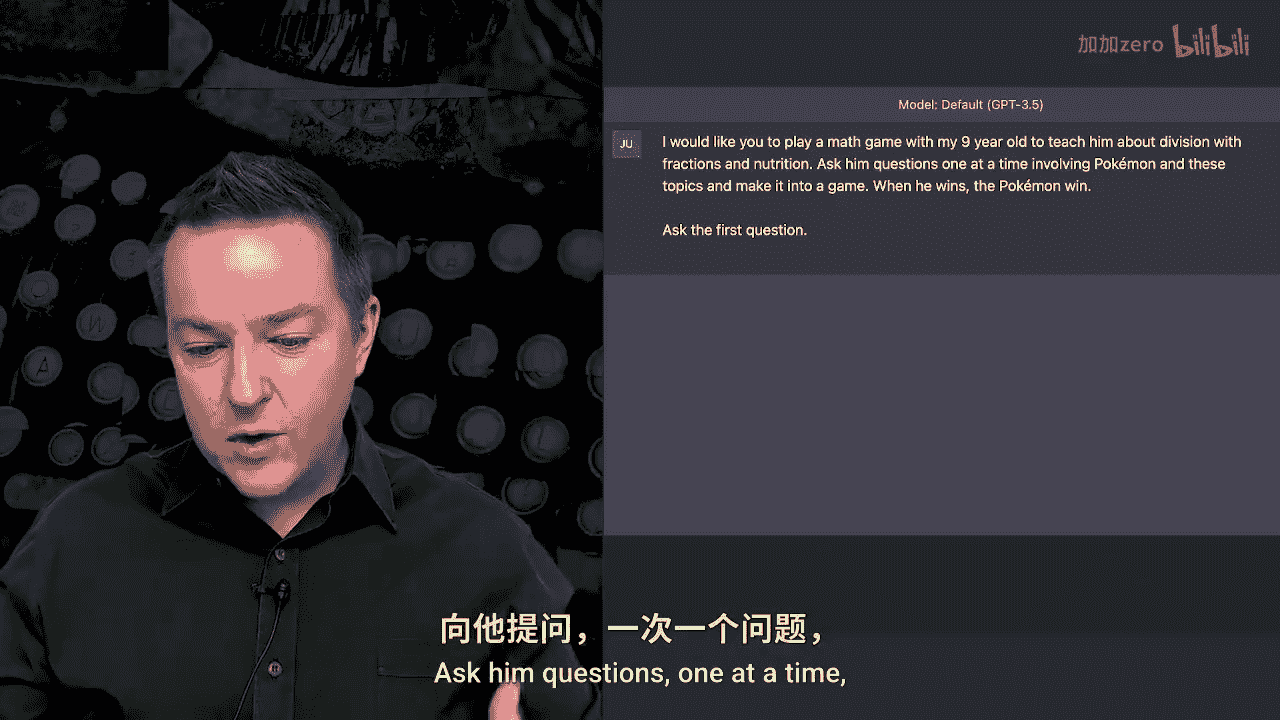 加加zero bilibili
Model: Default (GPT-3.5)
JU
I would like you to play a math game with my 9 year old to teach him about division with
fractions and nutrition. Ask him questions one at a time involving Pokémon and these
topics and make it into a game. When he wins, the Pokémon win.
Ask the first question.
向他提问，一次一个问题，
Ask him questions, one at a time,